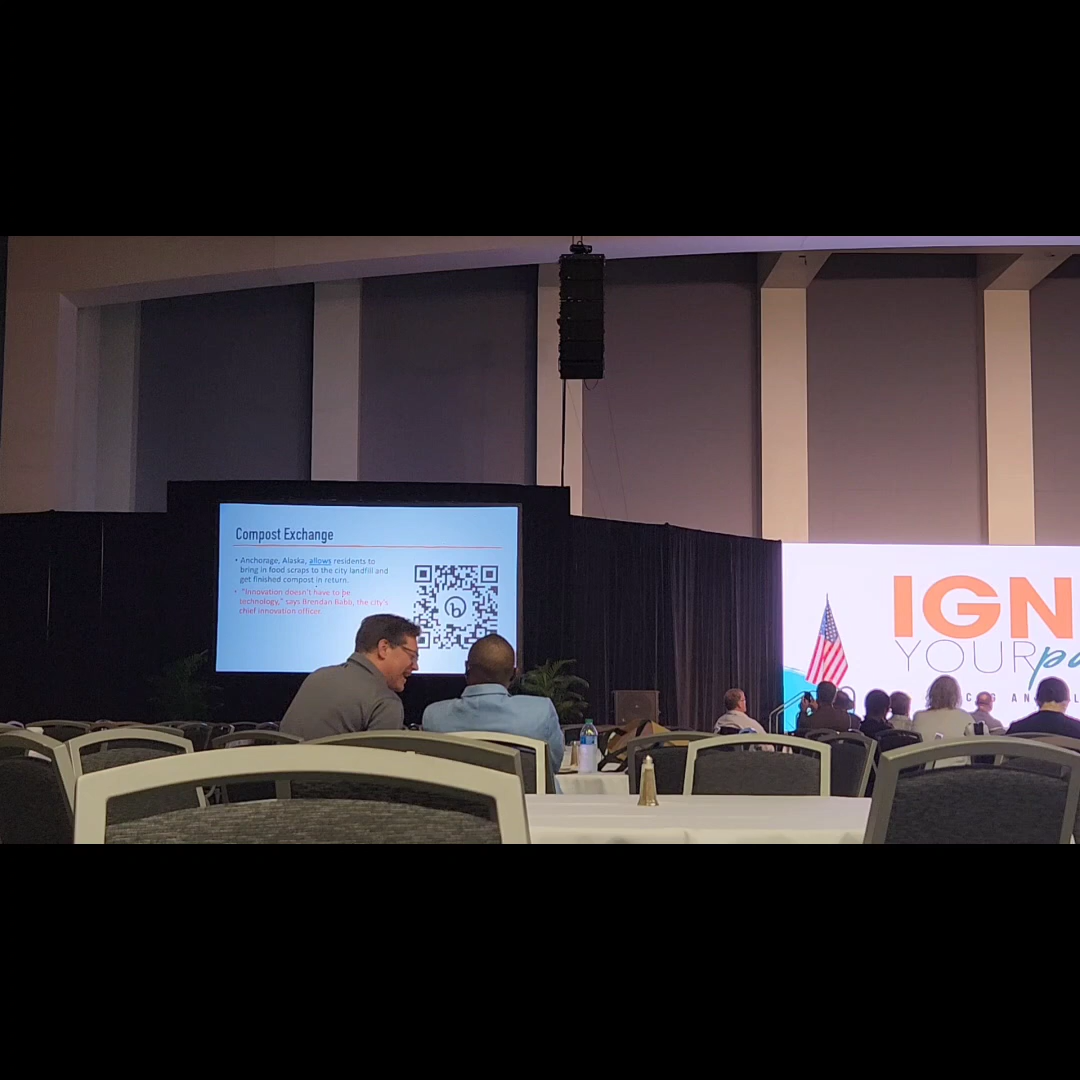 Compost Exchange
• Anchorage, Alaska, allows residents to
bring in food scraps to the city landfill and
get finished compost in return.
• "Innovation doesn't have to be
technology," says Brendan Babb, the city's
chief innovation officer.
b
IGN
YOUR pa